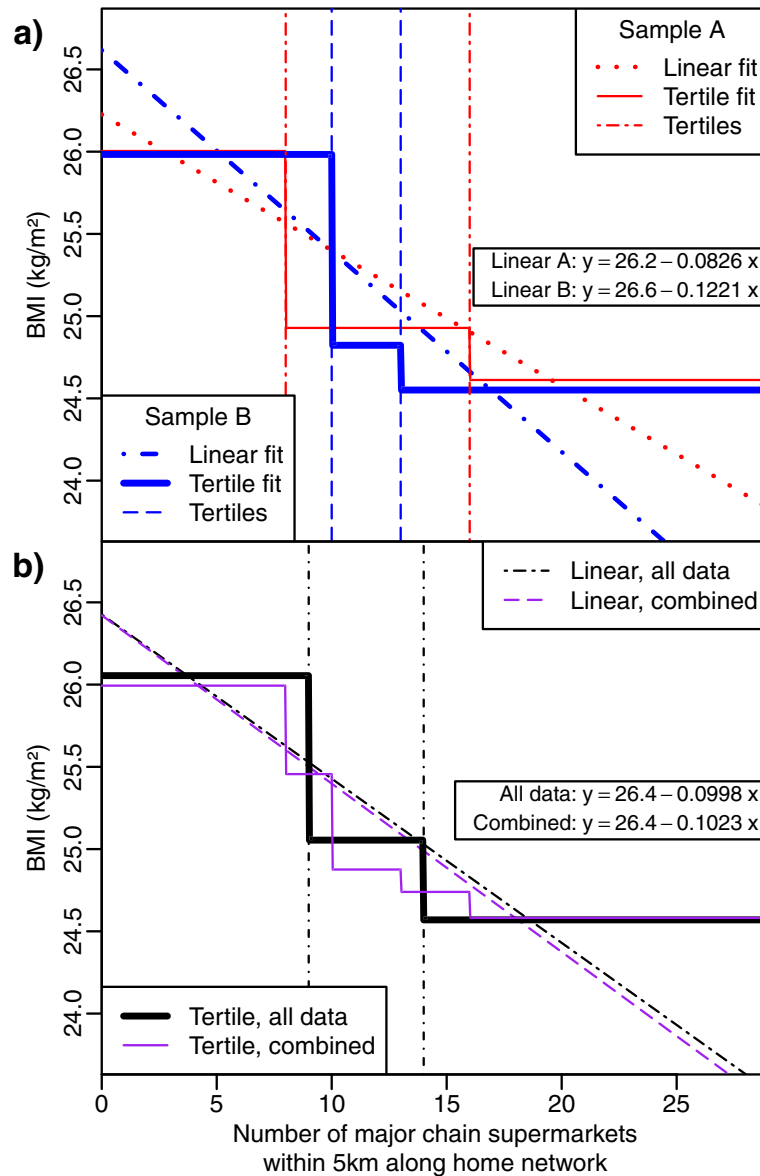 a)
Sample A
Linear fit
Tertile fit
Tertiles
26.5
26.0
25.5
25.0
24.5
24.0
BMI (kg/m²)
Linear A: y = 26.2 − 0.0826 x
Linear B: y = 26.6 − 0.1221 x
Sample B
Linear fit
Tertile fit
Tertiles
b)
Linear, all data
Linear, combined
26.5
26.0
25.5
25.0
24.5
24.0
BMI (kg/m²)
All data: y = 26.4 − 0.0998 x
Combined: y = 26.4 − 0.1023 x
Tertile, all data
Tertile, combined
0 5 10 15 20 25
Number of major chain supermarkets
within 5km along home network